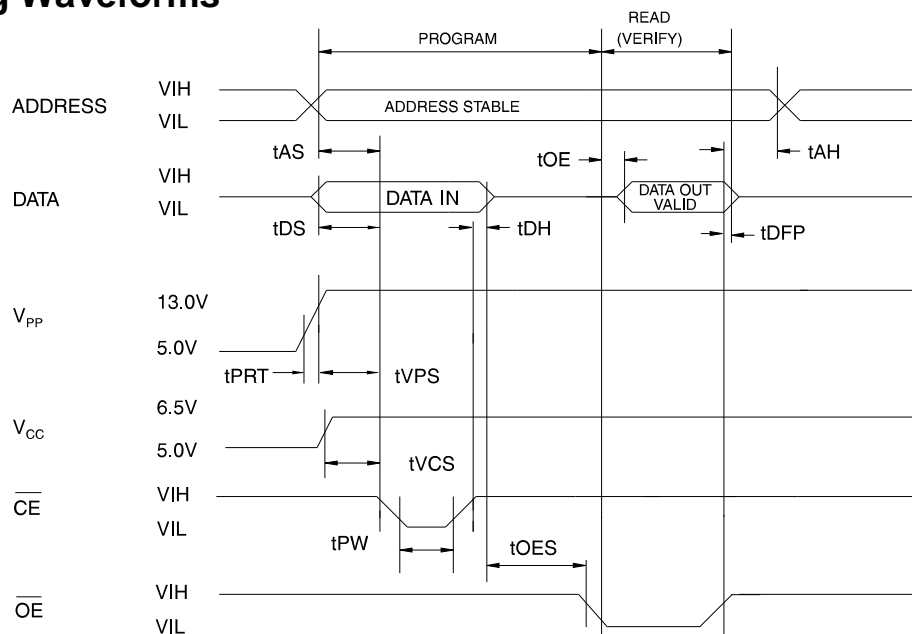 g Waveforms
READ
PROGRAM (VERIFY)
ADDRESS VIH
VIL
ADDRESS STABLE
tAS tOE tAH
DATA VIH
VIL
DATA IN
DATA OUT
VALID
tDS tDH tDFP
VPP 13.0V
5.0V
tPRT tVPS
VCC 6.5V
5.0V
tVCS
CE VIH
VIL
tPW tOES
OE VIH
VIL